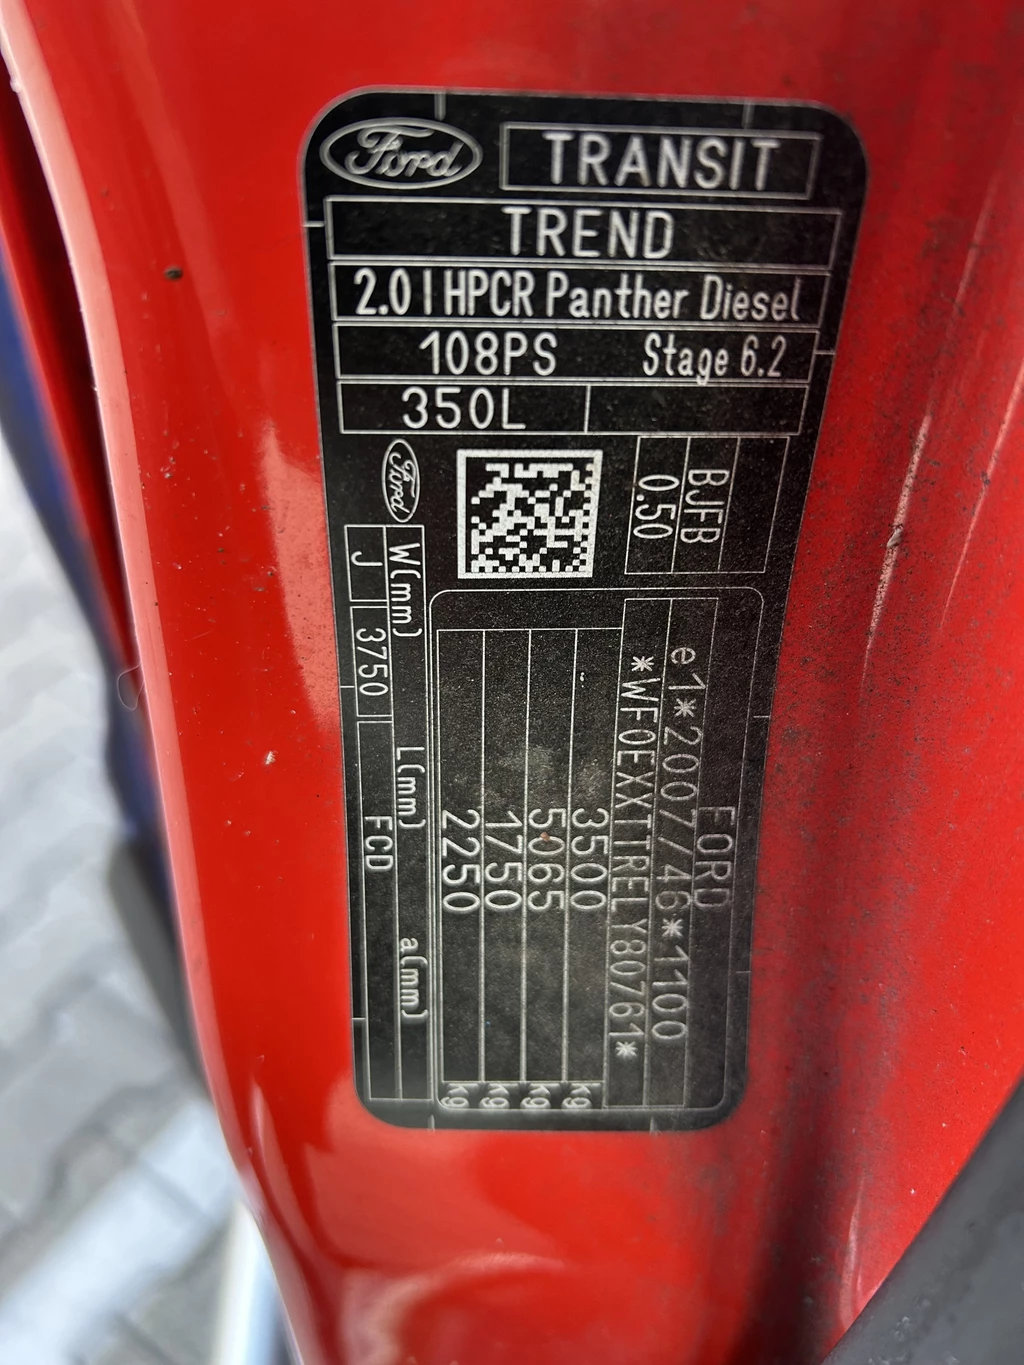 Ford TRANSIT
TREND
2.0 l HPCR Panther Diesel
108PS Stage 6.2
350L
BJFB
0.50
Ford
FORD
e1*2007/46*1100
*WF0EXXTTRELY80761*
3500 kg
5065 kg
1750 kg
2250 kg
W(mm) L(mm) a(mm)
J 3750 FCD